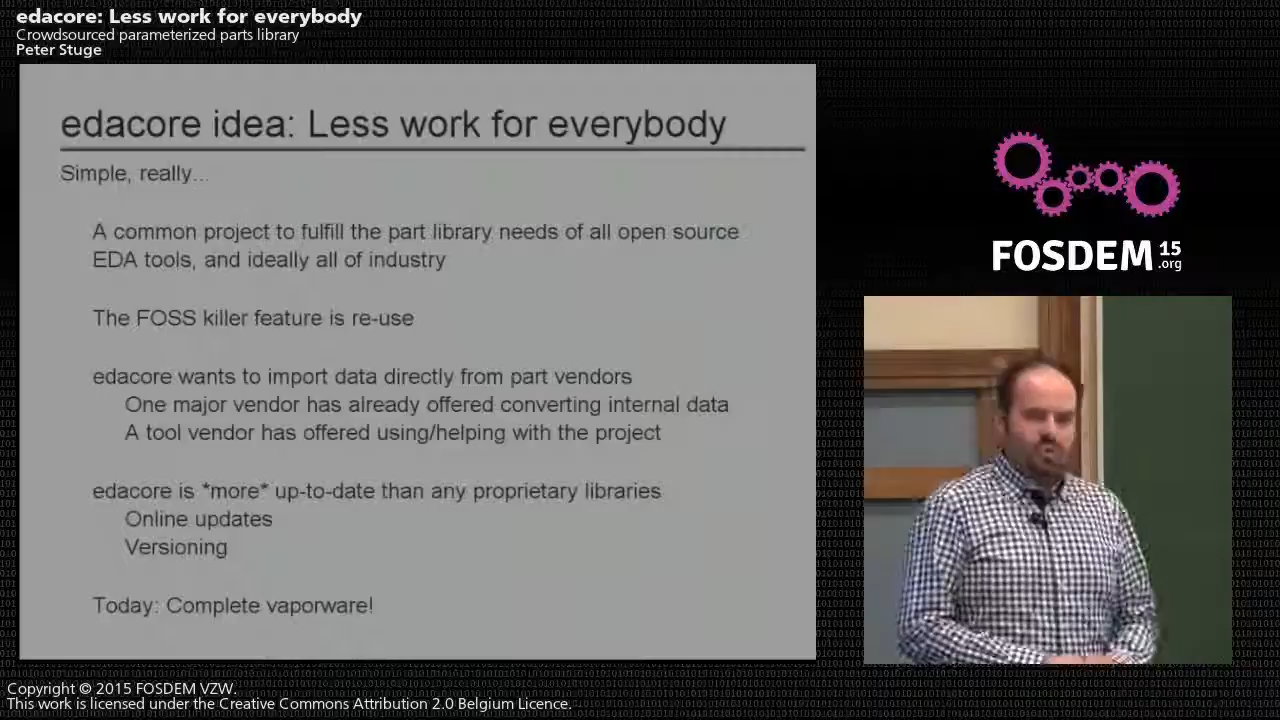 edacore: Less work for everybody
Crowdsourced parameterized parts library
Peter Stuge
edacore idea: Less work for everybody
Simple, really...
A common project to fulfill the part library needs of all open source
EDA tools, and ideally all of industry
The FOSS killer feature is re-use
edacore wants to import data directly from part vendors
One major vendor has already offered converting internal data
A tool vendor has offered using/helping with the project
edacore is *more* up-to-date than any proprietary libraries
Online updates
Versioning
Today: Complete vaporware!
FOSDEM 15
.org
Copyright © 2015 FOSDEM VZW.
This work is licensed under the Creative Commons Attribution 2.0 Belgium Licence.